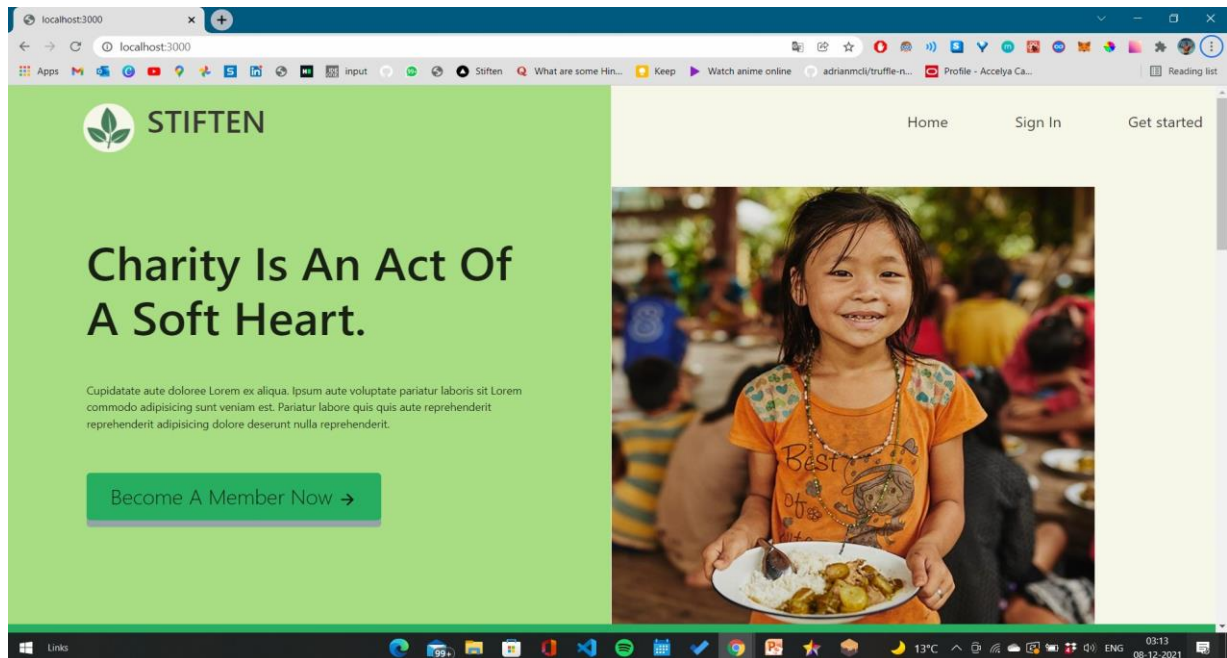 localhost:3000
localhost:3000
Apps
input
Stiften
What are some Hin...
Keep
Watch anime online
adrianmcli/truffle-n...
Profile - Accelya Ca...
Reading list
STIFTEN
Home
Sign In
Get started
Charity Is An Act Of
A Soft Heart.
Cupidatate aute doloree Lorem ex aliqua. Ipsum aute voluptate pariatur laboris sit Lorem
commodo adipisicing sunt veniam est. Pariatur labore quis quis aute reprehenderit
reprehenderit adipisicing dolore deserunt nulla reprehenderit.
Become A Member Now →
Best
of
Links
99+
13°C
ENG
03:13
08-12-2021